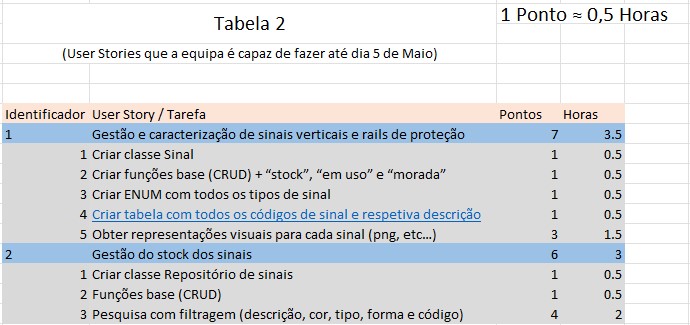 Tabela 2
1 Ponto ≈ 0,5 Horas
(User Stories que a equipa é capaz de fazer até dia 5 de Maio)
Identificador User Story / Tarefa Pontos Horas
1 Gestão e caracterização de sinais verticais e rails de proteção 7 3.5
1 Criar classe Sinal 1 0.5
2 Criar funções base (CRUD) + “stock”, “em uso” e “morada” 1 0.5
3 Criar ENUM com todos os tipos de sinal 1 0.5
4 Criar tabela com todos os códigos de sinal e respetiva descrição 1 0.5
5 Obter representações visuais para cada sinal (png, etc…) 3 1.5
2 Gestão do stock dos sinais 6 3
1 Criar classe Repositório de sinais 1 0.5
2 Funções base (CRUD) 1 0.5
3 Pesquisa com filtragem (descrição, cor, tipo, forma e código) 4 2